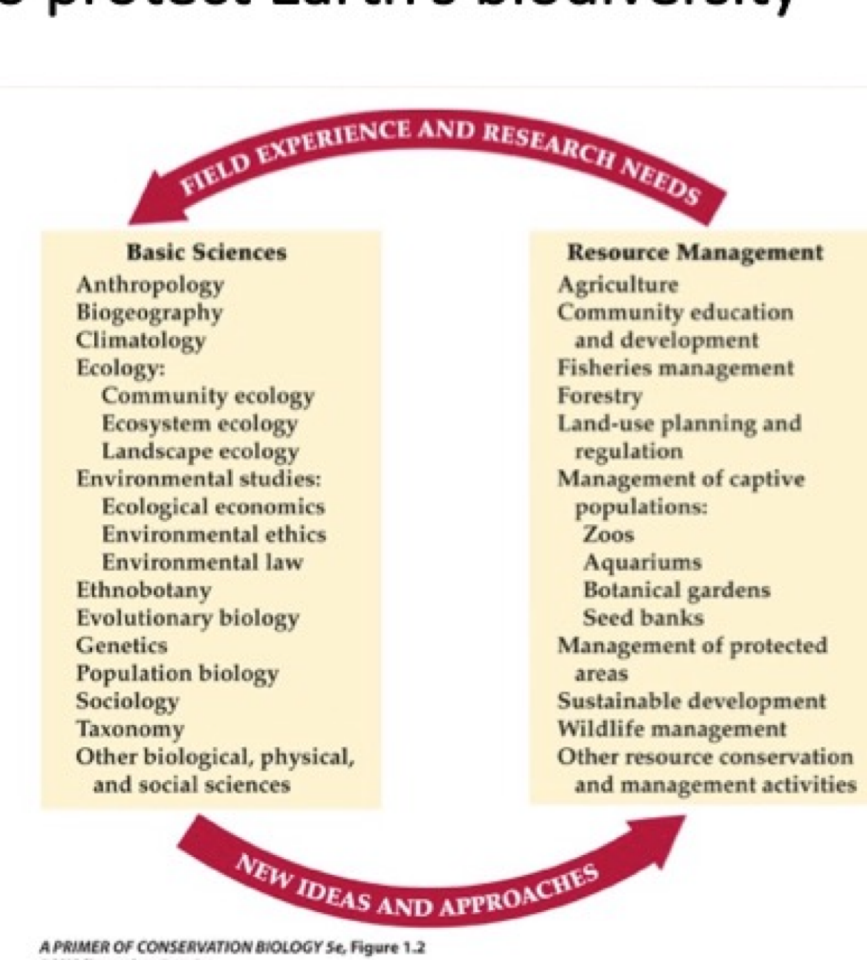 protect Earth's biodiversity
FIELD EXPERIENCE AND RESEARCH NEEDS
Basic Sciences
Anthropology
Biogeography
Climatology
Ecology:
Community ecology
Ecosystem ecology
Landscape ecology
Environmental studies:
Ecological economics
Environmental ethics
Environmental law
Ethnobotany
Evolutionary biology
Genetics
Population biology
Sociology
Taxonomy
Other biological, physical,
and social sciences
Resource Management
Agriculture
Community education
and development
Fisheries management
Forestry
Land-use planning and
regulation
Management of captive
populations:
Zoos
Aquariums
Botanical gardens
Seed banks
Management of protected
areas
Sustainable development
Wildlife management
Other resource conservation
and management activities
NEW IDEAS AND APPROACHES
A PRIMER OF CONSERVATION BIOLOGY 5e, Figure 1.2